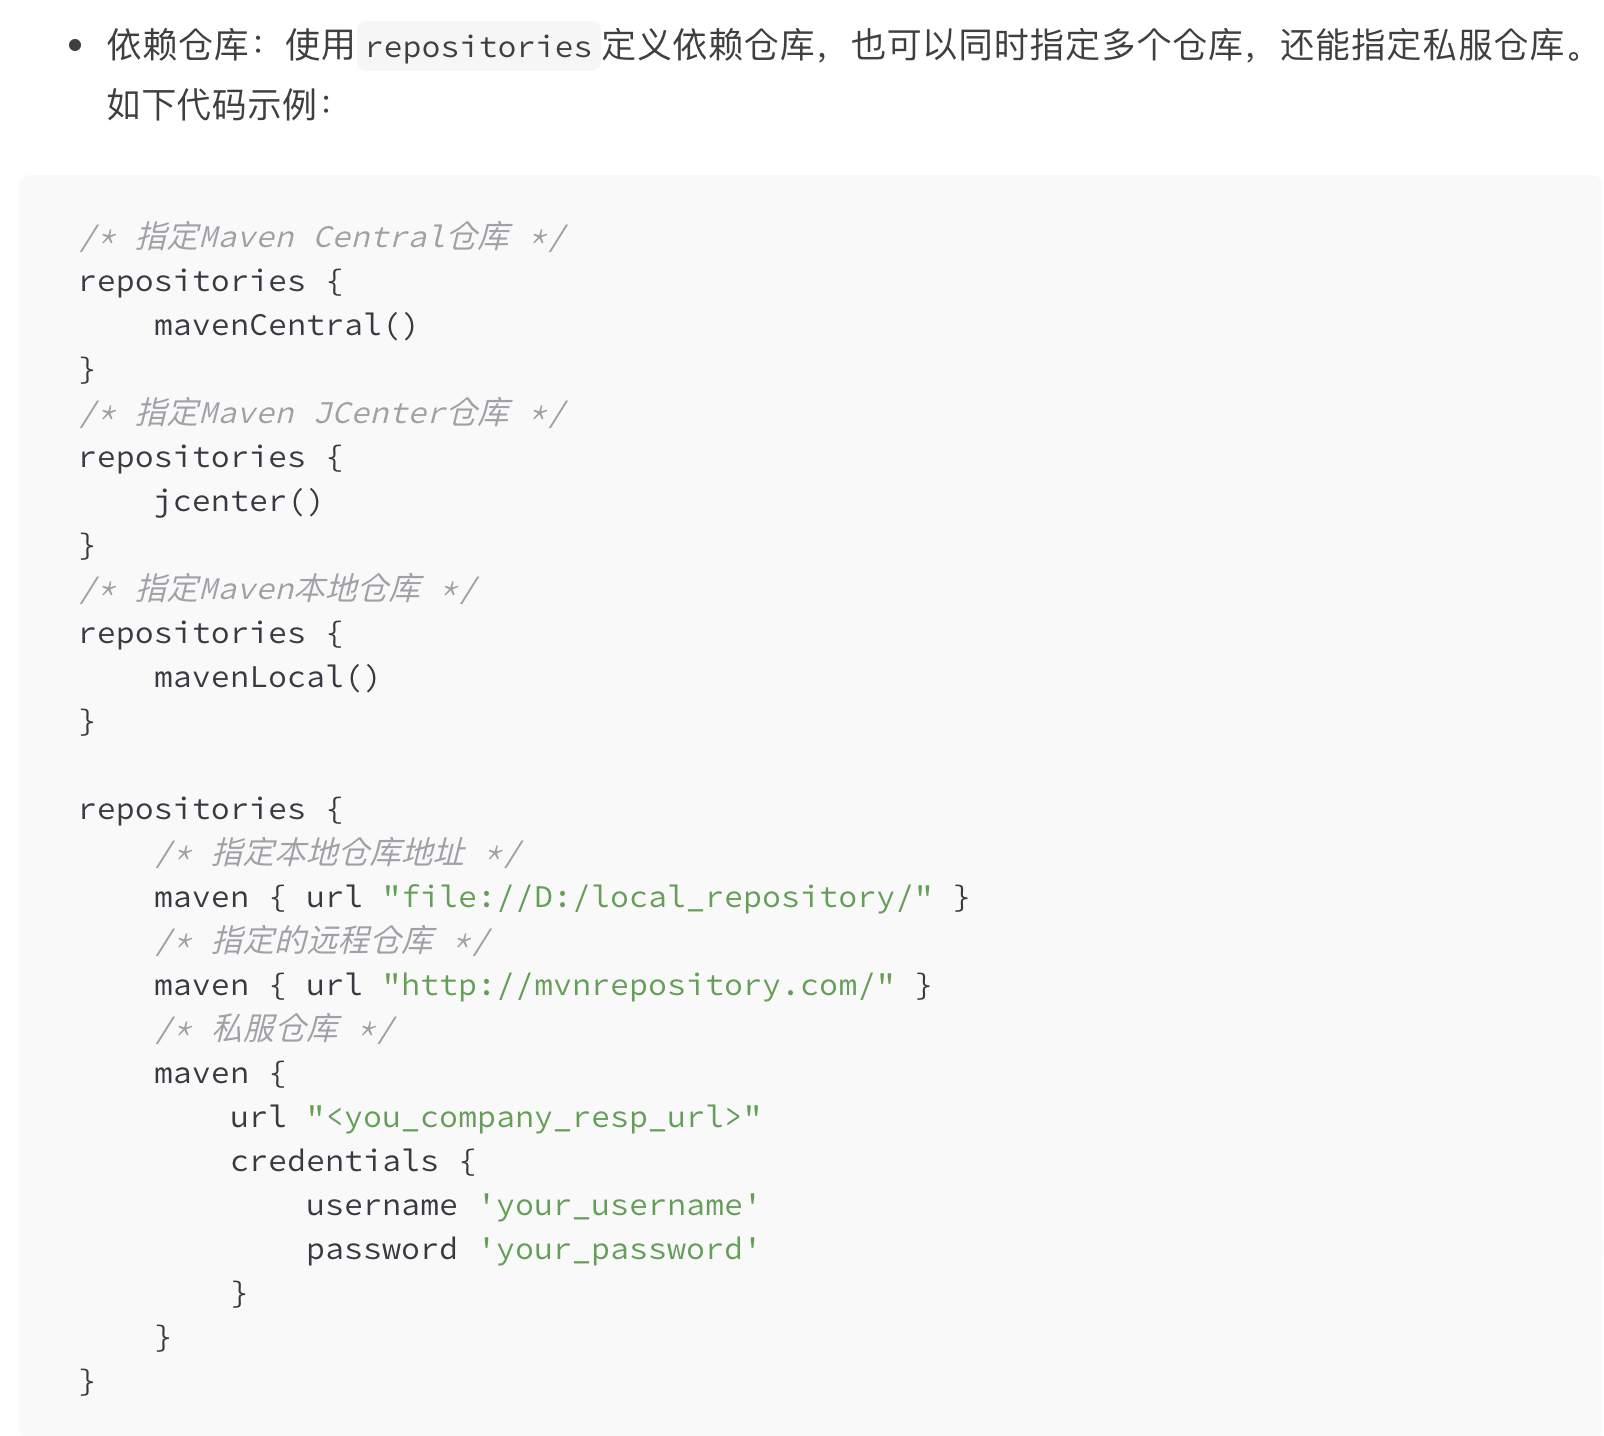 • 依赖仓库：使用repositories定义依赖仓库，也可以同时指定多个仓库，还能指定私服仓库。
如下代码示例：
/* 指定Maven Central仓库 */
repositories {
    mavenCentral()
}
/* 指定Maven JCenter仓库 */
repositories {
    jcenter()
}
/* 指定Maven本地仓库 */
repositories {
    mavenLocal()
}

repositories {
    /* 指定本地仓库地址 */
    maven { url "file://D:/local_repository/" }
    /* 指定的远程仓库 */
    maven { url "http://mvnrepository.com/" }
    /* 私服仓库 */
    maven {
        url "<you_company_resp_url>"
        credentials {
            username 'your_username'
            password 'your_password'
        }
    }
}